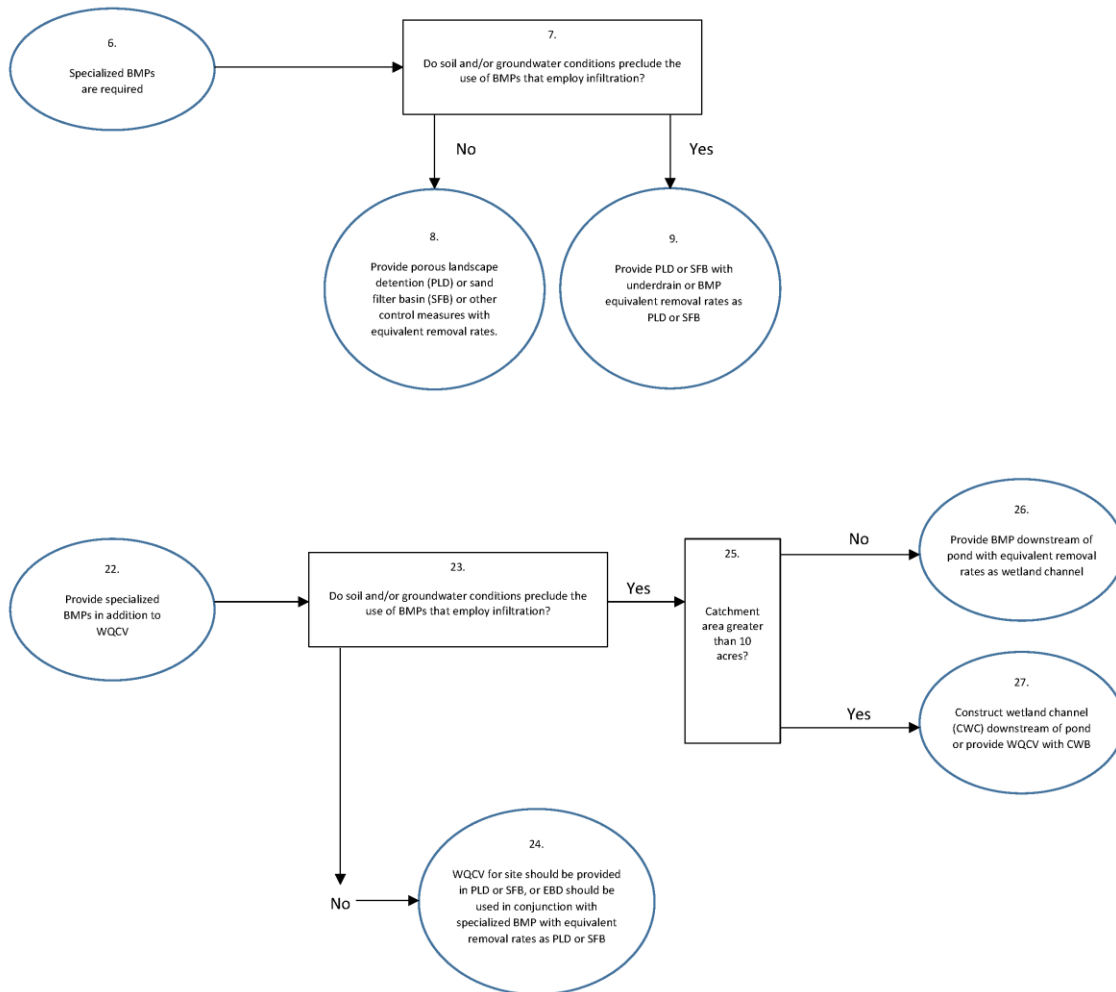 6.
Specialized BMPs
are required
7.
Do soil and/or groundwater conditions preclude the
use of BMPs that employ infiltration?
No
Yes
8.
Provide porous landscape
detention (PLD) or sand
filter basin (SFB) or other
control measures with
equivalent removal rates.
9.
Provide PLD or SFB with
underdrain or BMP
equivalent removal rates as
PLD or SFB
22.
Provide specialized
BMPs in addition to
WQCV
23.
Do soil and/or groundwater conditions preclude the
use of BMPs that employ infiltration?
Yes
25.
Catchment
area greater
than 10
acres?
No
26.
Provide BMP downstream of
pond with equivalent removal
rates as wetland channel
Yes
27.
Construct wetland channel
(CWC) downstream of pond
or provide WQCV with CWB
No
24.
WQCV for site should be provided
in PLD or SFB, or EBD should be
used in conjunction with
specialized BMP with equivalent
removal rates as PLD or SFB